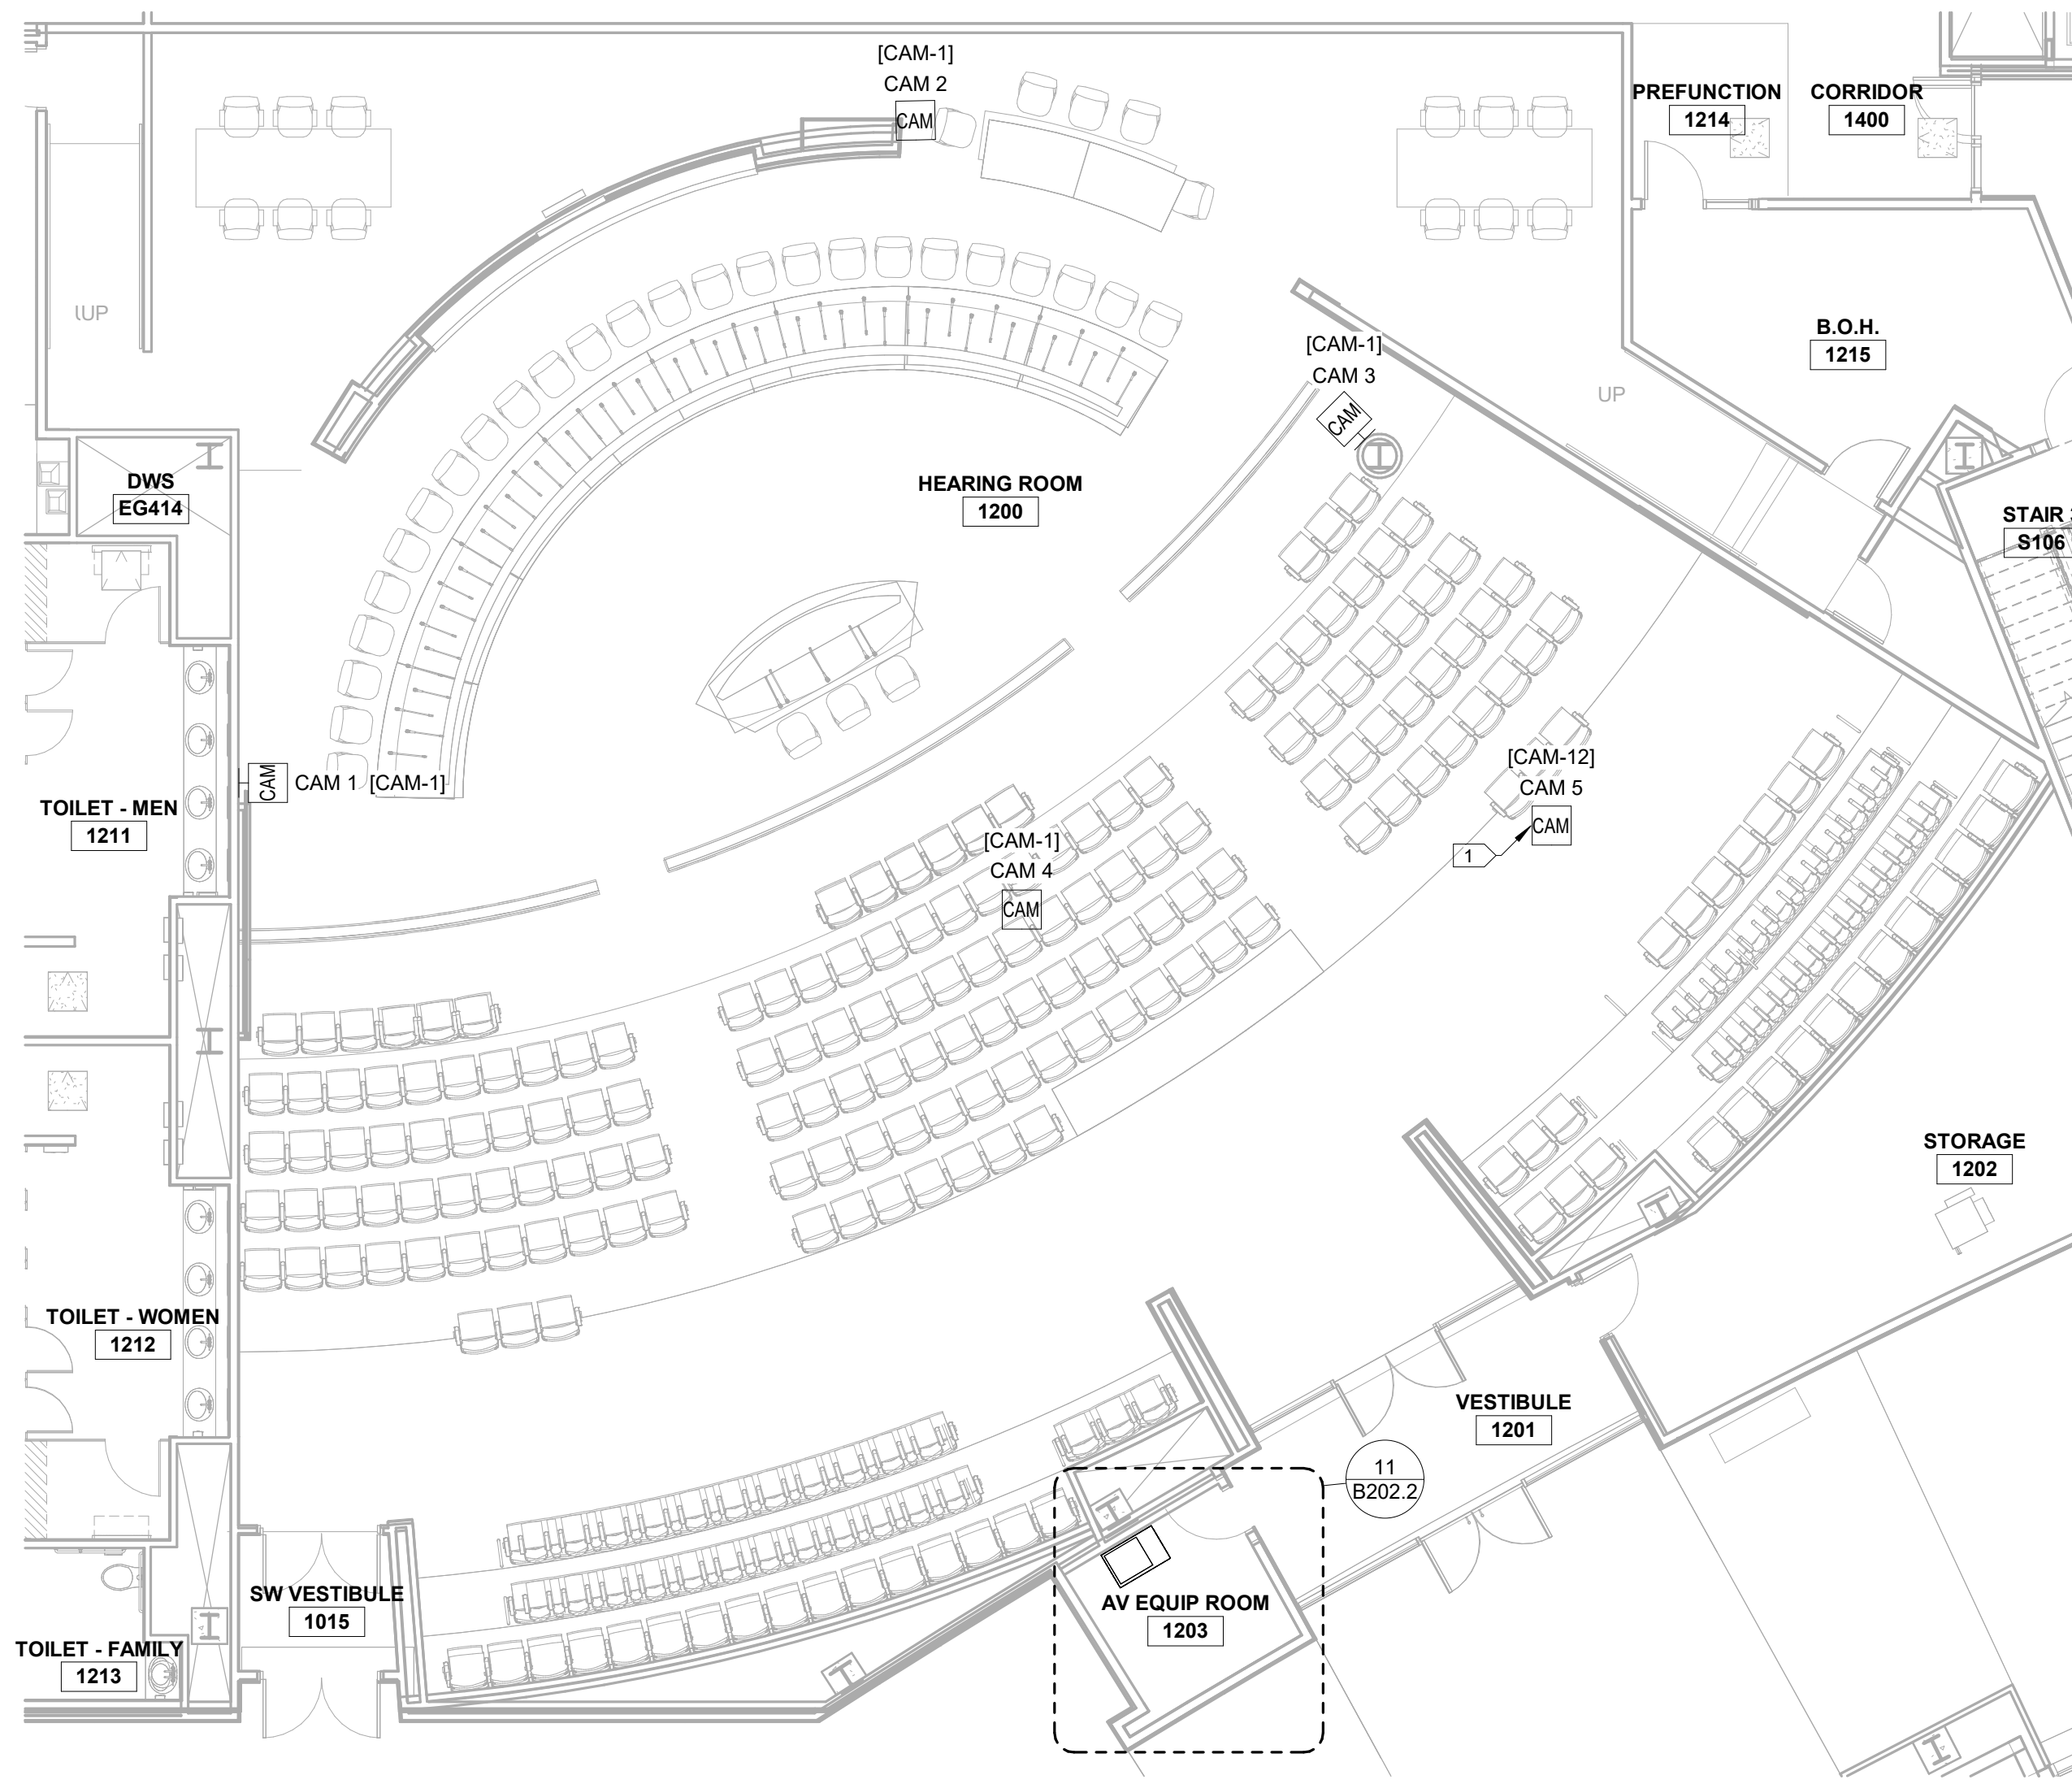 [CAM-1]
CAM 2
CAM
PREFUNCTION
1214
CORRIDOR
1400
UP
B.O.H.
1215
[CAM-1]
CAM 3
CAM
UP
DWS
EG414
HEARING ROOM
1200
STAIR
S106
[CAM-12]
CAM 5
CAM
1
CAM
CAM 1
[CAM-1]
TOILET - MEN
1211
[CAM-1]
CAM 4
CAM
STORAGE
1202
TOILET - WOMEN
1212
VESTIBULE
1201
11
B202.2
SW VESTIBULE
1015
AV EQUIP ROOM
1203
TOILET - FAMILY
1213